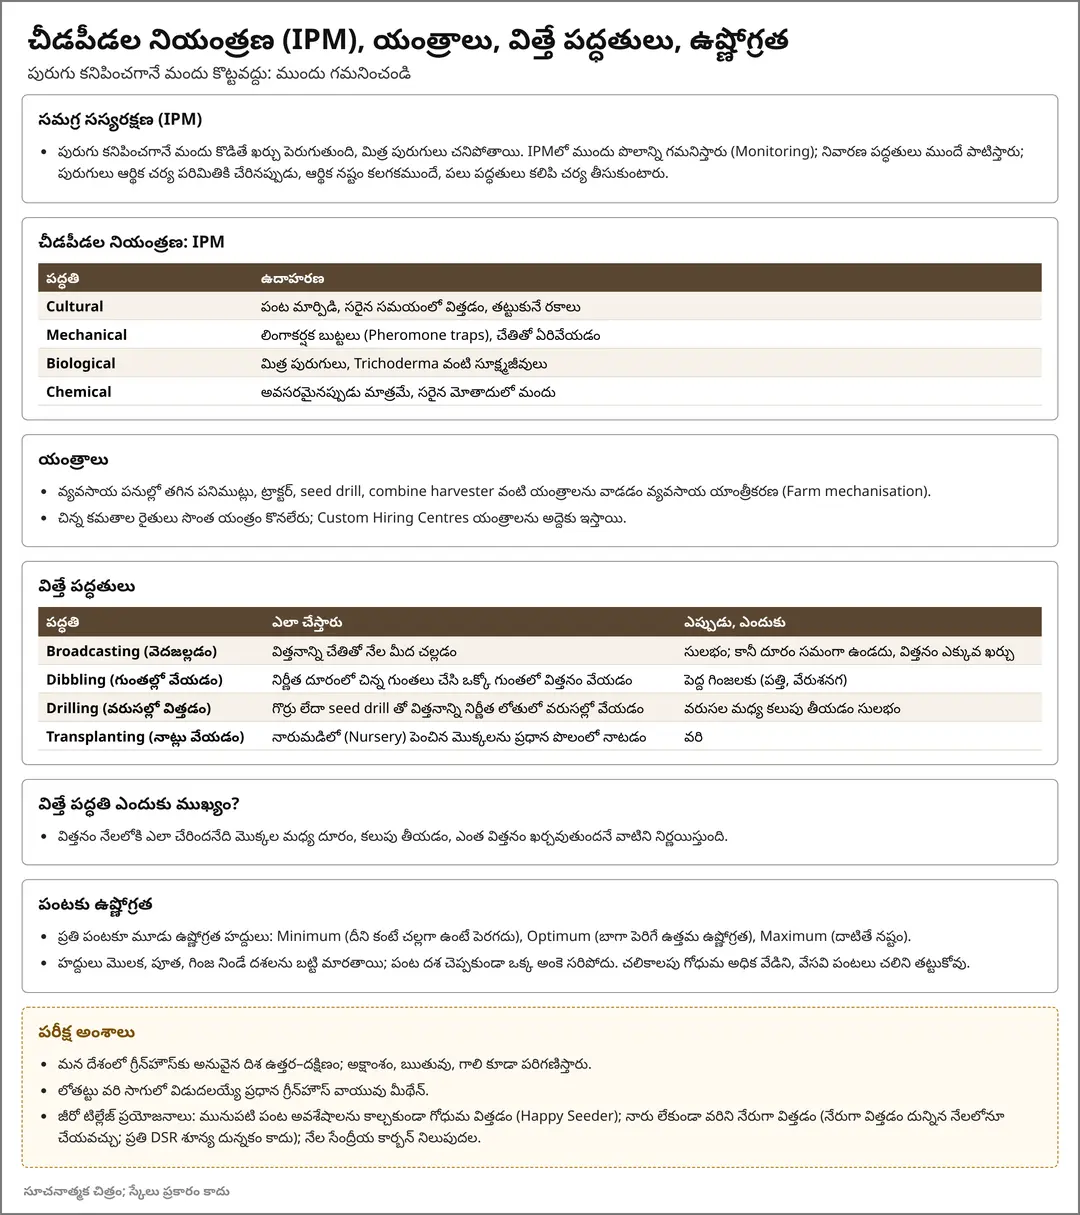 చీడపీడల నియంత్రణ (IPM), యంత్రాలు, విత్తే పద్ధతులు, ఉష్ణోగ్రత
పురుగు కనిపించగానే మందు కొట్టవద్దు: ముందు గమనించండి
సమగ్ర సస్యరక్షణ (IPM)
• పురుగు కనిపించగానే మందు కొడితే ఖర్చు పెరుగుతుంది, మిత్ర పురుగులు చనిపోతాయి. IPMలో ముందు పొలాన్ని గమనిస్తారు (Monitoring); నివారణ పద్ధతులు ముందే పాటిస్తారు;
పురుగులు ఆర్థిక చర్య పరిమితికి చేరినప్పుడు, ఆర్థిక నష్టం కలగకముందే, పలు పద్ధతులు కలిపి చర్య తీసుకుంటారు.
చీడపీడల నియంత్రణ: IPM
పద్ధతి ఉదాహరణ
Cultural పంట మార్పిడి, సరైన సమయంలో విత్తడం, తట్టుకునే రకాలు
Mechanical లింగాకర్షక బుట్టలు (Pheromone traps), చేతితో ఏరివేయడం
Biological మిత్ర పురుగులు, Trichoderma వంటి సూక్ష్మజీవులు
Chemical అవసరమైనప్పుడు మాత్రమే, సరైన మోతాదులో మందు
యంత్రాలు
• వ్యవసాయ పనుల్లో తగిన పనిముట్లు, ట్రాక్టర్, seed drill, combine harvester వంటి యంత్రాలను వాడడం వ్యవసాయ యాంత్రీకరణ (Farm mechanisation).
• చిన్న కమతాల రైతులు సొంత యంత్రం కొనలేరు; Custom Hiring Centres యంత్రాలను అద్దెకు ఇస్తాయి.
విత్తే పద్ధతులు
పద్ధతి ఎలా చేస్తారు ఎప్పుడు, ఎందుకు
Broadcasting (వెదజల్లడం) విత్తనాన్ని చేతితో నేల మీద చల్లడం సులభం; కానీ దూరం సమంగా ఉండదు, విత్తనం ఎక్కువ ఖర్చు
Dibbling (గుంతల్లో వేయడం) నిర్ణీత దూరంలో చిన్న గుంతలు చేసి ఒక్కో గుంతలో విత్తనం వేయడం పెద్ద గింజలకు (పత్తి, వేరుశనగ)
Drilling (వరుసల్లో విత్తడం) గొర్రు లేదా seed drill తో విత్తనాన్ని నిర్ణీత లోతులో వరుసల్లో వేయడం వరుసల మధ్య కలుపు తీయడం సులభం
Transplanting (నాట్లు వేయడం) నారుమడిలో (Nursery) పెంచిన మొక్కలను ప్రధాన పొలంలో నాటడం వరి
విత్తే పద్ధతి ఎందుకు ముఖ్యం?
• విత్తనం నేలలోకి ఎలా చేరిందనేది మొక్కల మధ్య దూరం, కలుపు తీయడం, ఎంత విత్తనం ఖర్చవుతుందనే వాటిని నిర్ణయిస్తుంది.
పంటకు ఉష్ణోగ్రత
• ప్రతి పంటకూ మూడు ఉష్ణోగ్రత హద్దులు: Minimum (దీని కంటే చల్లగా ఉంటే పెరగదు), Optimum (బాగా పెరిగే ఉత్తమ ఉష్ణోగ్రత), Maximum (దాటితే నష్టం).
• హద్దులు మొలక, పూత, గింజ నిండే దశలను బట్టి మారతాయి; పంట దశ చెప్పకుండా ఒక్క అంకె సరిపోదు. చలికాలపు గోధుమ అధిక వేడిని, వేసవి పంటలు చలిని తట్టుకోవు.
పరీక్ష అంశాలు
• మన దేశంలో గ్రీన్‌హౌస్‌కు అనువైన దిశ ఉత్తర–దక్షిణం; అక్షాంశం, ఋతువు, గాలి కూడా పరిగణిస్తారు.
• లోతట్టు వరి సాగులో విడుదలయ్యే ప్రధాన గ్రీన్‌హౌస్ వాయువు మీథేన్.
• జీరో టిల్లేజ్ ప్రయోజనాలు: మునుపటి పంట అవశేషాలను కాల్చకుండా గోధుమ విత్తడం (Happy Seeder); నారు లేకుండా వరిని నేరుగా విత్తడం (నేరుగా విత్తడం దున్నిన నేలలోనూ
చేయవచ్చు; ప్రతి DSR శూన్య దున్నకం కాదు); నేల సేంద్రీయ కార్బన్ నిలుపుదల.
సూచనాత్మక చిత్రం; స్కేలు ప్రకారం కాదు